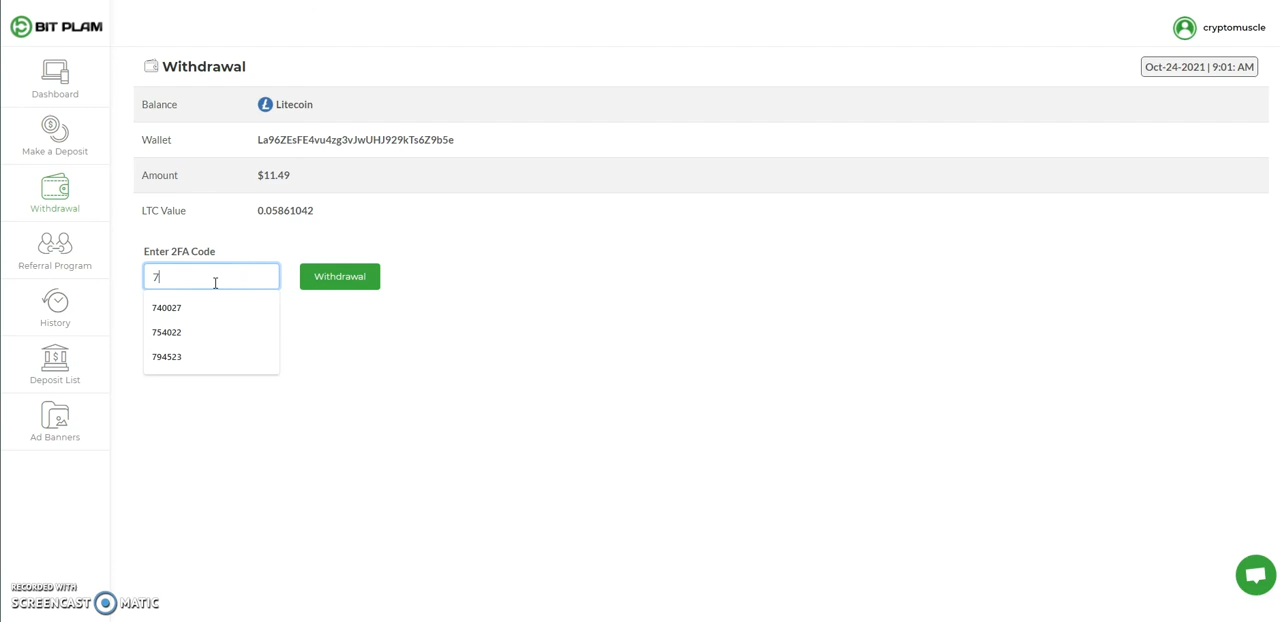 BIT PLAM
cryptomuscle
Withdrawal
Oct-24-2021 | 9:01: AM
Dashboard
Balance
Litecoin
Make a Deposit
Wallet
La96ZEsFE4vu4zg3vJwUHJ929kTs6Z9b5e
Amount
$11.49
Withdrawal
LTC Value
0.05861042
Referral Program
Enter 2FA Code
7
Withdrawal
740027
754022
794523
History
Deposit List
Ad Banners
RECORDED WITH
SCREENCAST MATIC